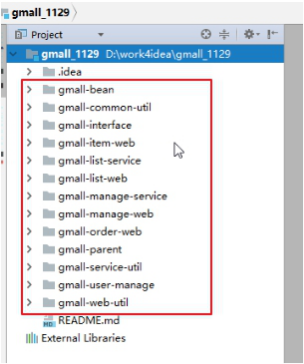 gmall_1129
Project
gmall_1129 D:\work4idea\gmall_1129
.idea
gmall-bean
gmall-common-util
gmall-interface
gmall-item-web
gmall-list-service
gmall-list-web
gmall-manage-service
gmall-manage-web
gmall-order-web
gmall-parent
gmall-service-util
gmall-user-manage
gmall-web-util
README.md
External Libraries